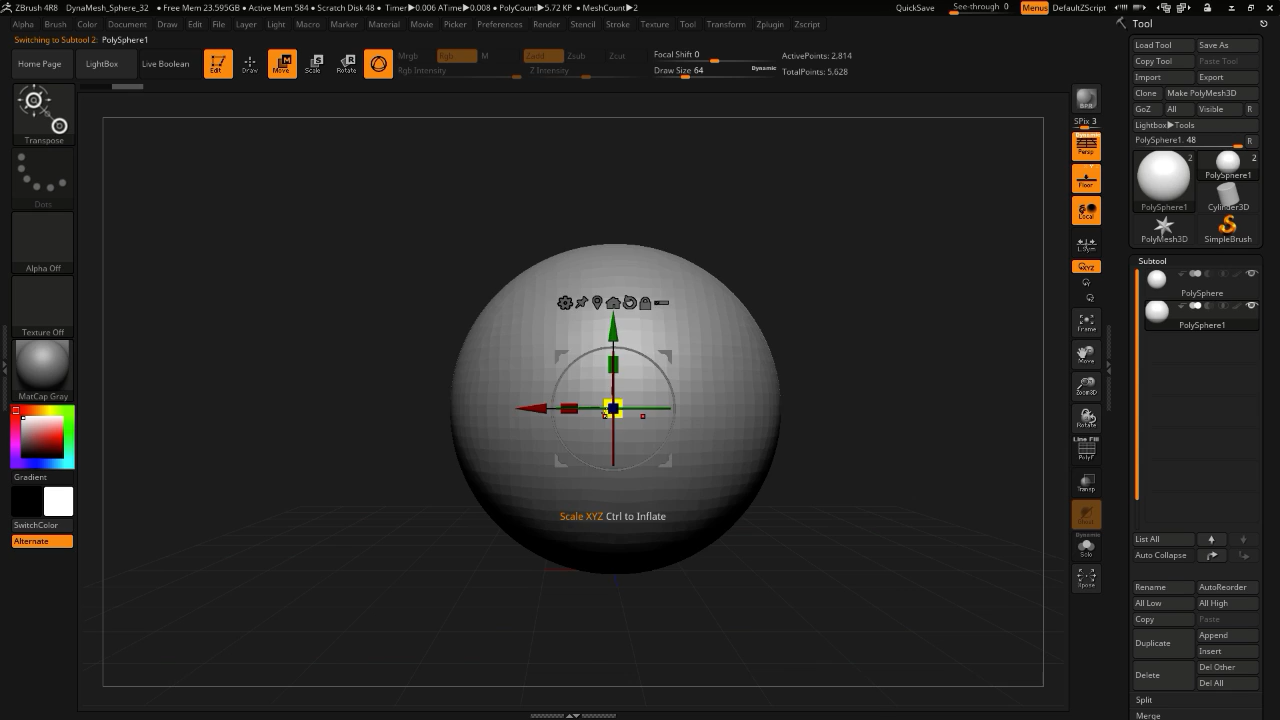 ZBrush 4R8 DynaMesh_Sphere_32 ● Free Mem 23.595GB ● Active Mem 584 ● Scratch Disk 48 ● Timer▶0.006 ATime▶0.008 ● PolyCount▶5.72 KP ● MeshCount▶2 QuickSave See-through 0 Menus DefaultZScript
Alpha Brush Color Document Draw Edit File Layer Light Macro Marker Material Movie Picker Preferences Render Stencil Stroke Texture Tool Transform Zplugin Zscript
Switching to Subtool 2: PolySphere1
Home Page LightBox Live Boolean Edit Draw Move Scale Rotate
Mrgb Rgb M Zadd Zsub Zcut
Rgb Intensity Z Intensity
Focal Shift 0
Draw Size 64 Dynamic
ActivePoints: 2,814
TotalPoints: 5,628
Transpose
Dots
Alpha Off
Texture Off
MatCap Gray
Gradient
SwitchColor
Alternate
Scale XYZ Ctrl to Inflate
BPR
SPix 3
Dynamic
Persp
Floor
Local
L.Sym
XYZ
Frame
Move
Zoom3D
Rotate
Line Fill
PolyF
Transp
Ghost
Dynamic
Solo
Xpose
Tool
Load Tool Save As
Copy Tool Paste Tool
Import Export
Clone Make PolyMesh3D
GoZ All Visible R
Lightbox▶Tools
PolySphere1. 48 R
2 2
PolySphere1
PolySphere1 Cylinder3D
PolyMesh3D SimpleBrush
Subtool
PolySphere
PolySphere1
List All
Auto Collapse
Rename AutoReorder
All Low All High
Copy Paste
Duplicate Append
Insert
Delete Del Other
Del All
Split
Merge